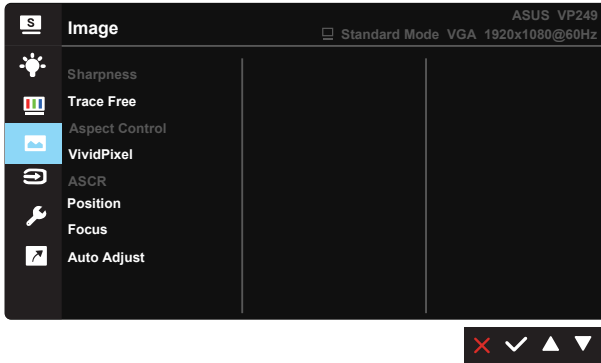 S
Image
ASUS VP249
Standard Mode VGA 1920x1080@60Hz
Sharpness
Trace Free
Aspect Control
VividPixel
ASCR
Position
Focus
Auto Adjust